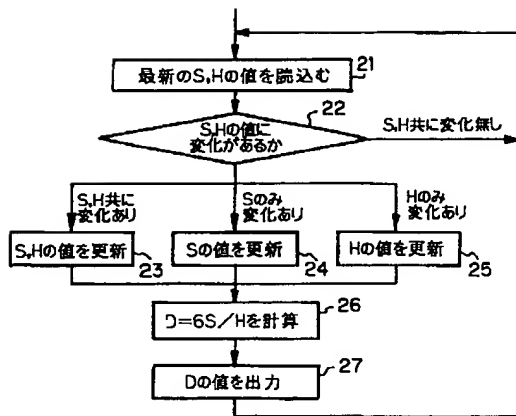 最新のS,Hの値を読込む
21
22
S,Hの値に
変化があるか
S,H共に変化無し
S,H共に
変化あり
Sのみ
変化あり
Hのみ
変化あり
S,Hの値を更新
23
Sの値を更新
24
Hの値を更新
25
26
D=6S/Hを計算
27
Dの値を出力